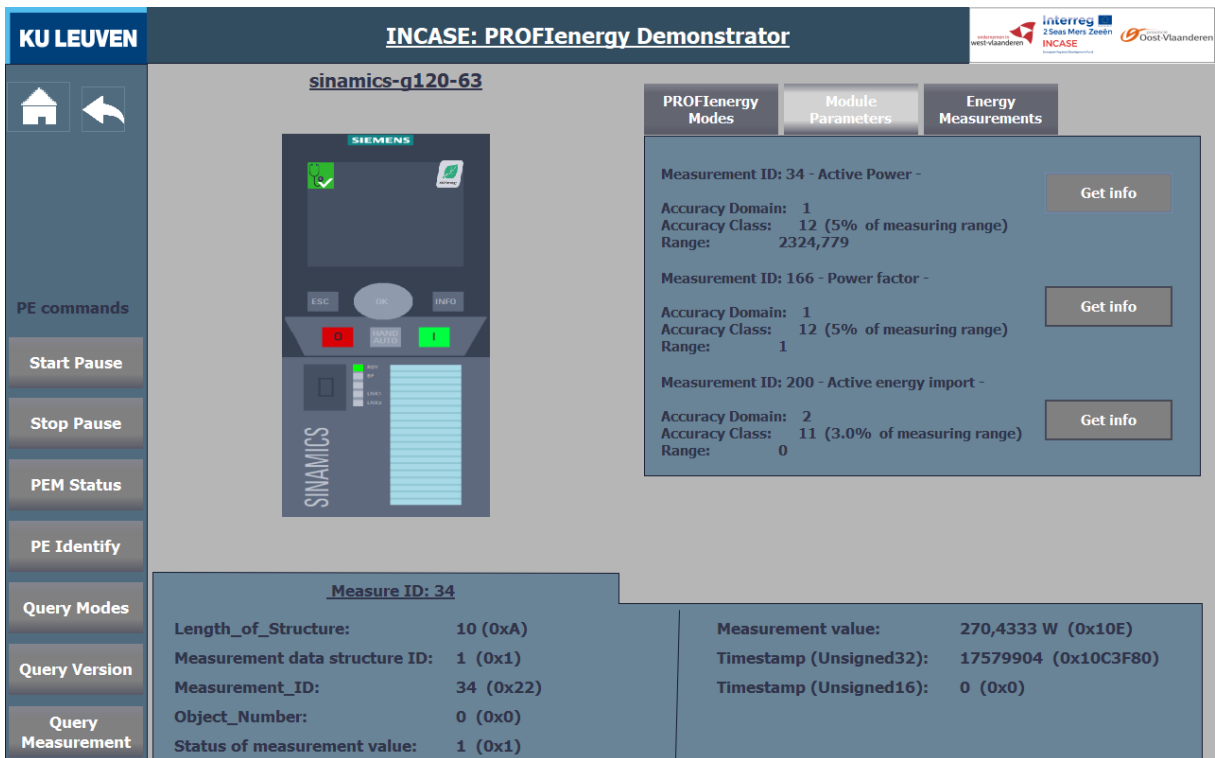 KU LEUVEN
INCASE: PROFIenergy Demonstrator
west-vlaanderen
Interreg
2 Seas Mers Zeeën
INCASE
Oost-Vlaanderen
sinamics-g120-63
PROFIenergy
Modes
Module
Parameters
Energy
Measurements
SIEMENS
ESC
OK
INFO
O
HAND
AUTO
I
RDY
BF
LNK1
LNK2
SINAMICS
Measurement ID: 34 - Active Power -
Get info
Accuracy Domain: 1
Accuracy Class: 12 (5% of measuring range)
Range: 2324,779
Measurement ID: 166 - Power factor -
Get info
Accuracy Domain: 1
Accuracy Class: 12 (5% of measuring range)
Range: 1
Measurement ID: 200 - Active energy import -
Get info
Accuracy Domain: 2
Accuracy Class: 11 (3.0% of measuring range)
Range: 0
PE commands
Start Pause
Stop Pause
PEM Status
PE Identify
Query Modes
Query Version
Query
Measurement
Measure ID: 34
Length_of_Structure: 10 (0xA)
Measurement data structure ID: 1 (0x1)
Measurement_ID: 34 (0x22)
Object_Number: 0 (0x0)
Status of measurement value: 1 (0x1)
Measurement value: 270,4333 W (0x10E)
Timestamp (Unsigned32): 17579904 (0x10C3F80)
Timestamp (Unsigned16): 0 (0x0)